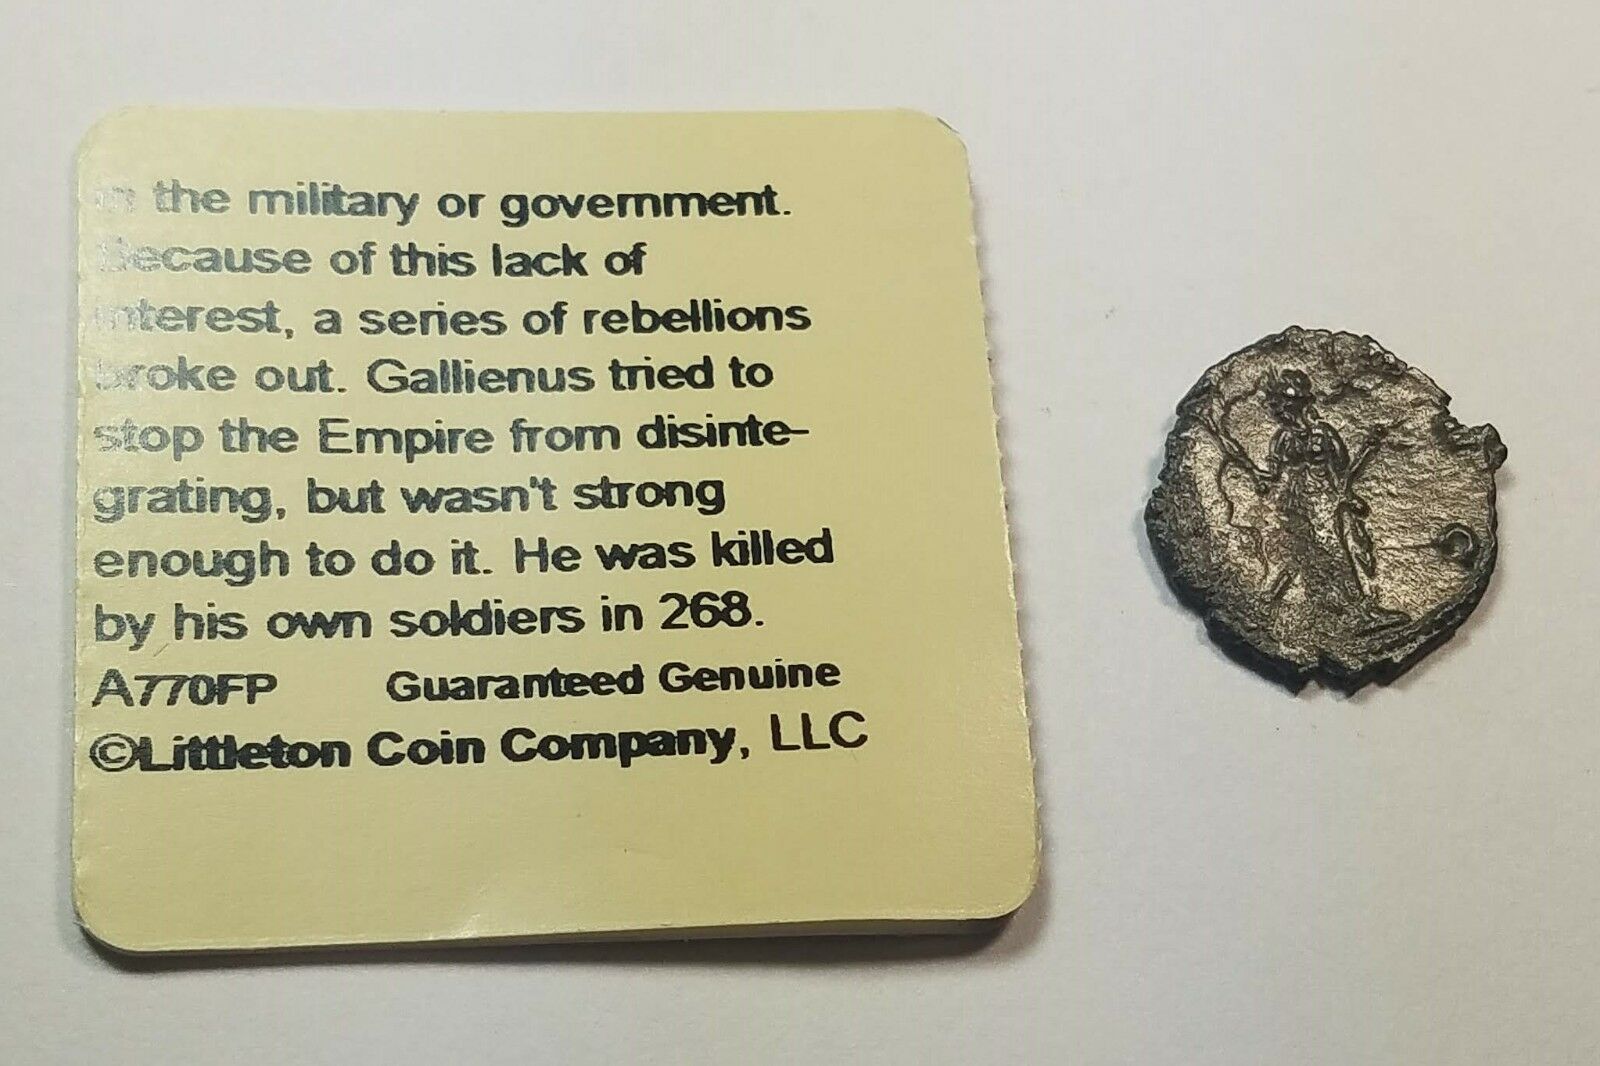 in the military or government.
Because of this lack of
interest, a series of rebellions
broke out. Gallienus tried to
stop the Empire from disinte-
grating, but wasn't strong
enough to do it. He was killed
by his own soldiers in 268.
A770FP Guaranteed Genuine
©Littleton Coin Company, LLC